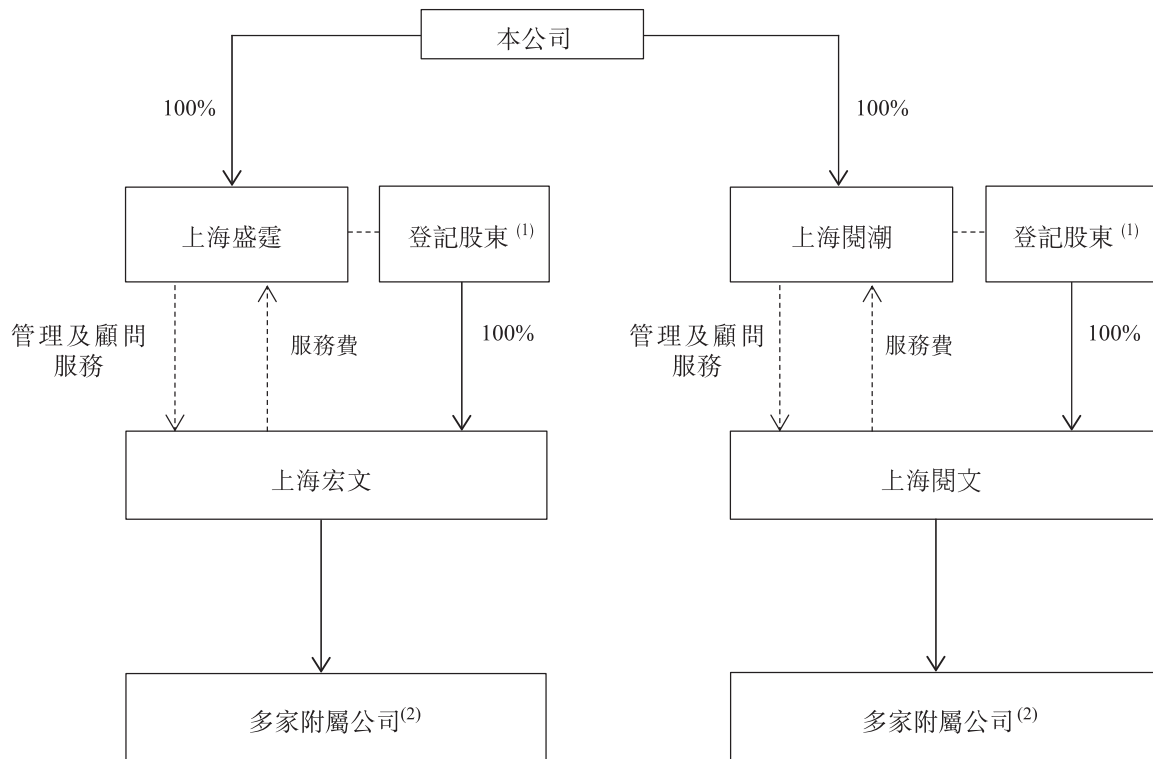 本公司
100%
100%
上海盛霆
登記股東 (1)
上海閱潮
登記股東 (1)
管理及顧問
服務
服務費
100%
管理及顧問
服務
服務費
100%
上海宏文
上海閱文
多家附屬公司(2)
多家附屬公司(2)